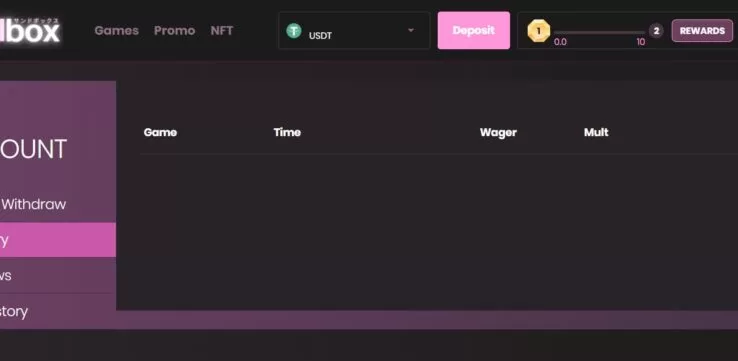 サンドボックス
lbox
Games Promo NFT
USDT
Deposit
1
0.0
10
2
REWARDS
OUNT
Withdraw
ry
ws
story
Game Time Wager Mult